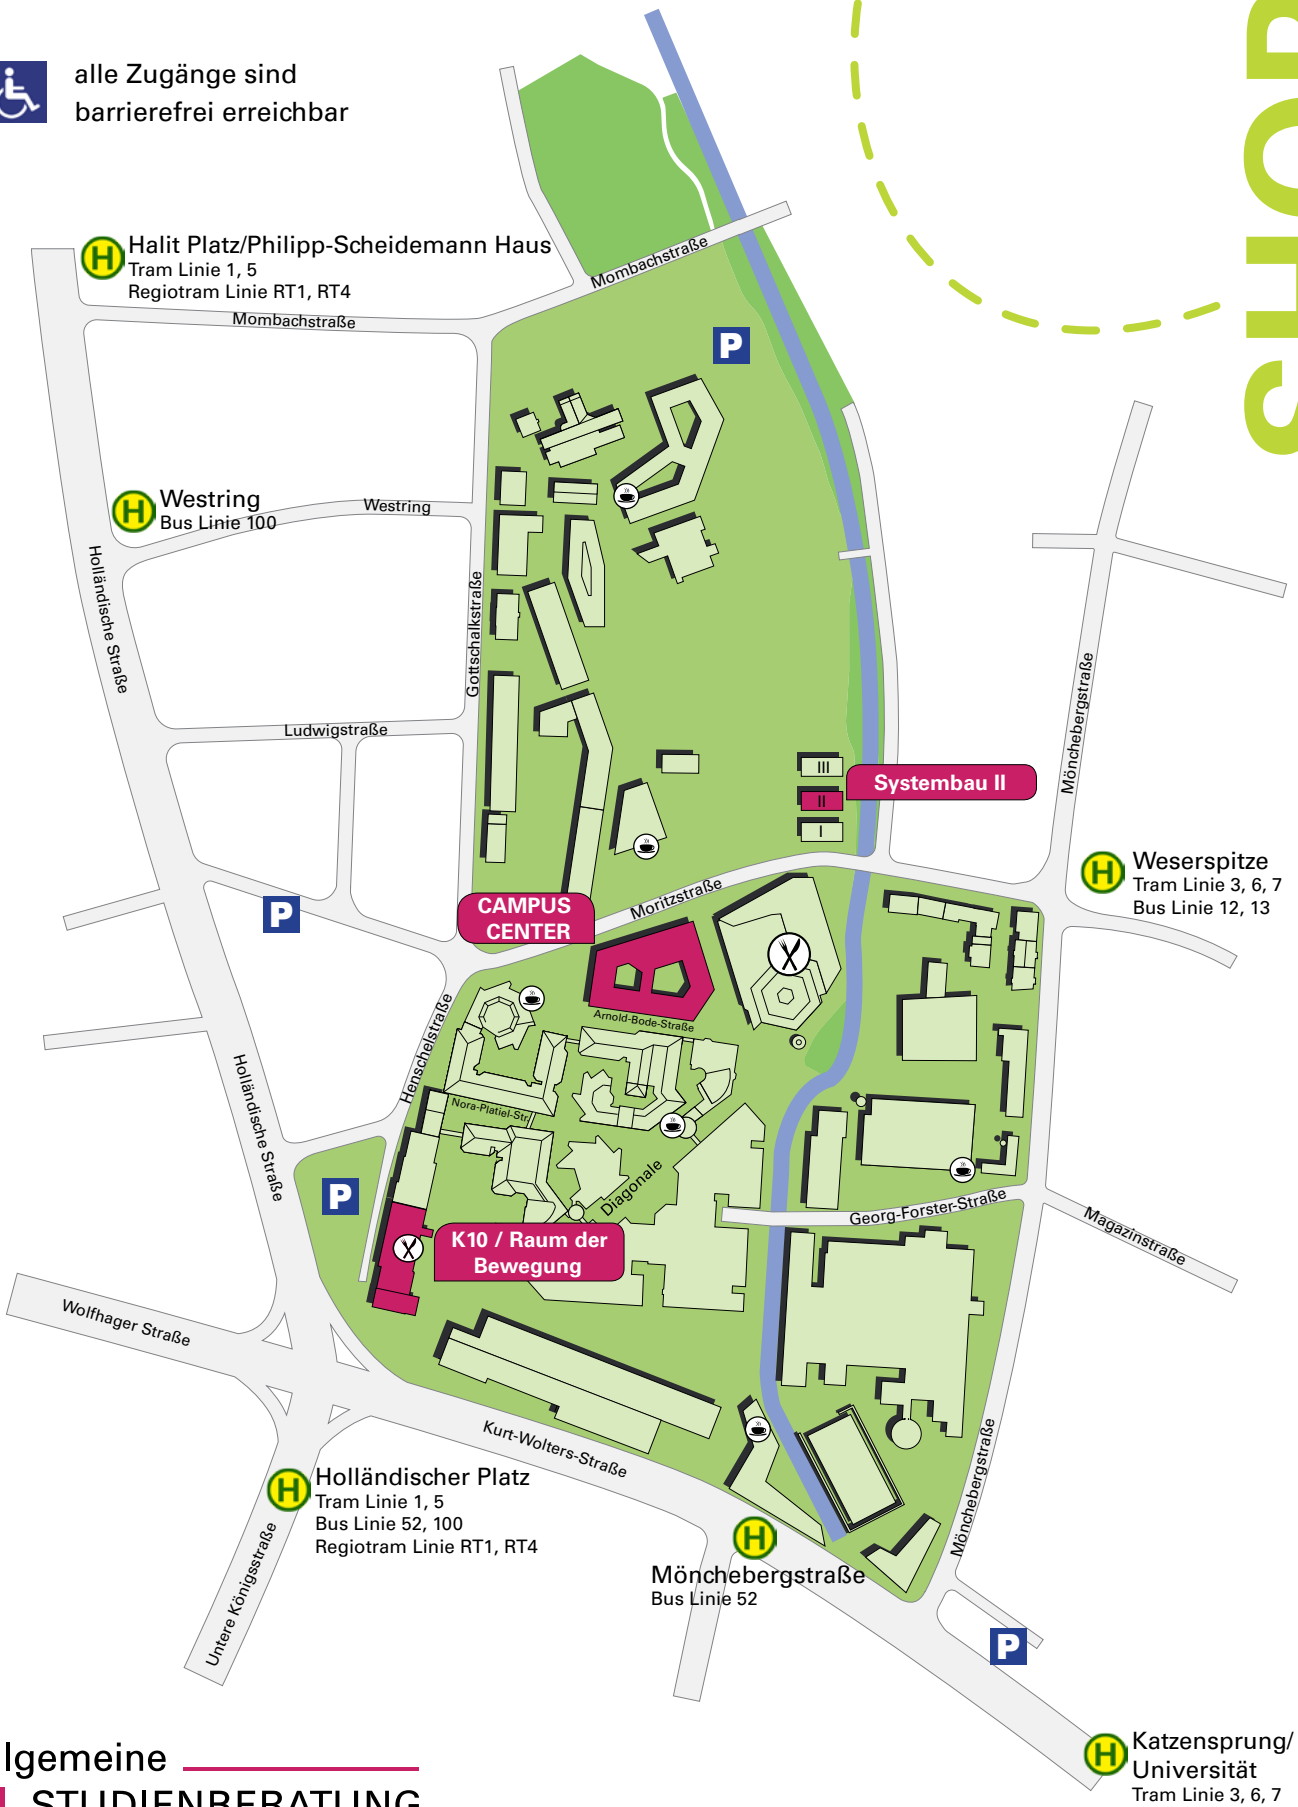 alle Zugänge sind
barrierefrei erreichbar
SHOP
Halit Platz/Philipp-Scheidemann Haus
Tram Linie 1, 5
Regiotram Linie RT1, RT4
Mombachstraße
Mombachstraße
P
H
Westring
Bus Linie 100
H
Westring
Holländische Straße
Gottschalkstraße
Mönchebergstraße
Ludwigstraße
III
II
I
Systembau II
H
Weserspitze
Tram Linie 3, 6, 7
Bus Linie 12, 13
P
CAMPUS
CENTER
Moritzstraße
Arnold-Bode-Straße
Henschelstraße
Holländische Straße
Nora-Platiel-Str.
Diagonale
P
Georg-Forster-Straße
Magazinstraße
K10 / Raum der
Bewegung
Wolfhager Straße
Kurt-Wolters-Straße
Mönchebergstraße
H
Holländischer Platz
Tram Linie 1, 5
Bus Linie 52, 100
Regiotram Linie RT1, RT4
Untere Königsstraße
H
Mönchebergstraße
Bus Linie 52
P
H
Katzensprung/
Universität
Tram Linie 3, 6, 7
lgemeine
STUDIENBERATUNG